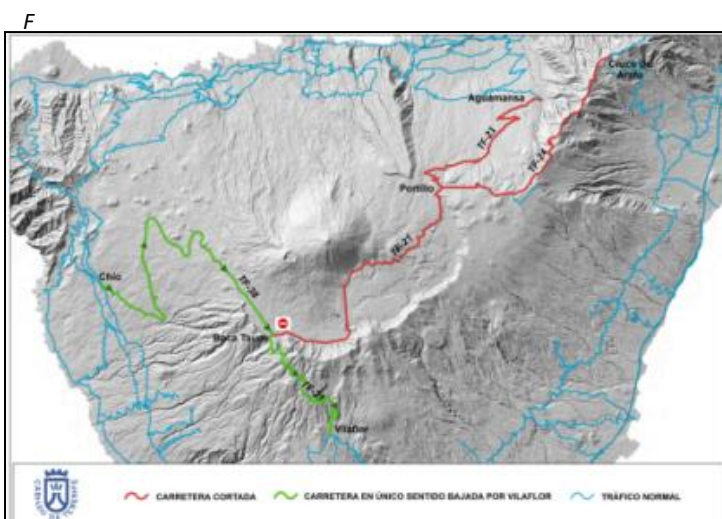 F
Cruce de
Arafo
Aguamansa
TF-21
TF-24
Portillo
TF-21
Chío
TF-38
Boca Tauce
TF-21
Vilaflor
CARRETERA CORTADA
CARRETERA EN ÚNICO SENTIDO BAJADA POR VILAFLOR
TRÁFICO NORMAL